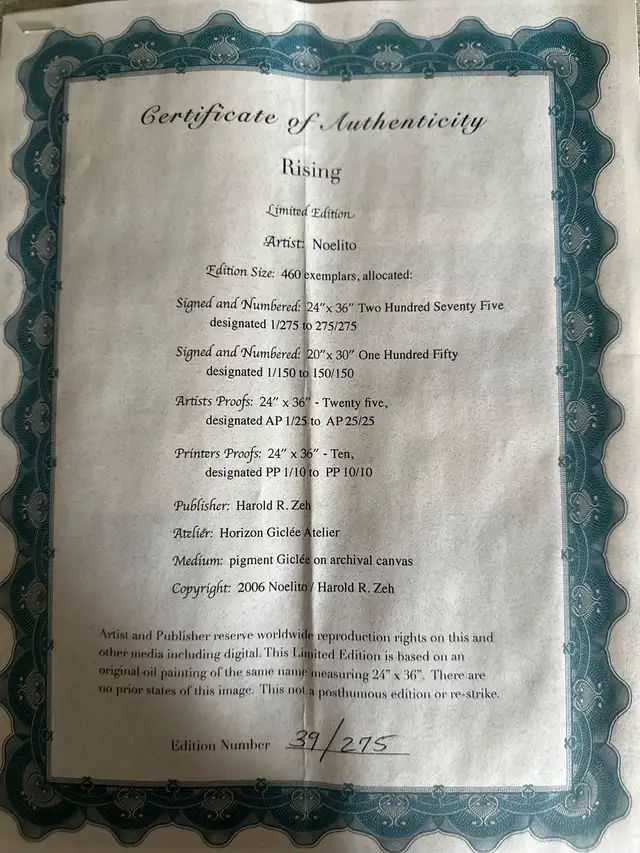 Certificate of Authenticity
Rising
Limited Edition
Artist: Noelito
Edition Size: 460 exemplars, allocated:
Signed and Numbered: 24"x 36" Two Hundred Seventy Five
designated 1/275 to 275/275
Signed and Numbered: 20"x 30" One Hundred Fifty
designated 1/150 to 150/150
Artists Proofs: 24" x 36" - Twenty five,
designated AP 1/25 to AP 25/25
Printers Proofs: 24" x 36" - Ten,
designated PP 1/10 to PP 10/10
Publisher: Harold R. Zeh
Atelier: Horizon Giclée Atelier
Medium: pigment Giclée on archival canvas
Copyright: 2006 Noelito / Harold R. Zeh
Artist and Publisher reserve worldwide reproduction rights on this and
other media including digital. This Limited Edition is based on an
original oil painting of the same name measuring 24" x 36". There are
no prior states of this image. This not a posthumous edition or re-strike.
Edition Number 39/275